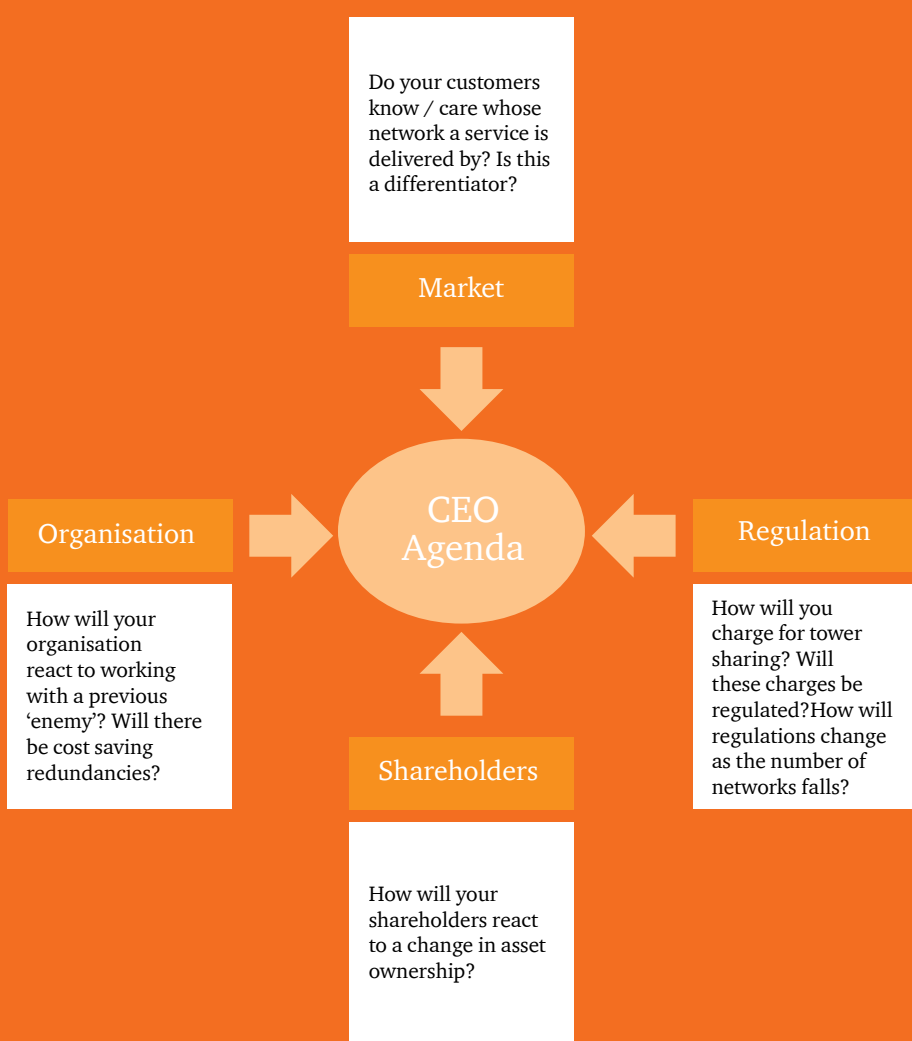 Do your customers
know / care whose
network a service is
delivered by? Is this
a differentiator?
Market
CEO
Agenda
Organisation
How will your
organisation
react to working
with a previous
‘enemy’? Will there
be cost saving
redundancies?
Regulation
How will you
charge for tower
sharing? Will
these charges be
regulated?How will
regulations change
as the number of
networks falls?
Shareholders
How will your
shareholders react
to a change in asset
ownership?